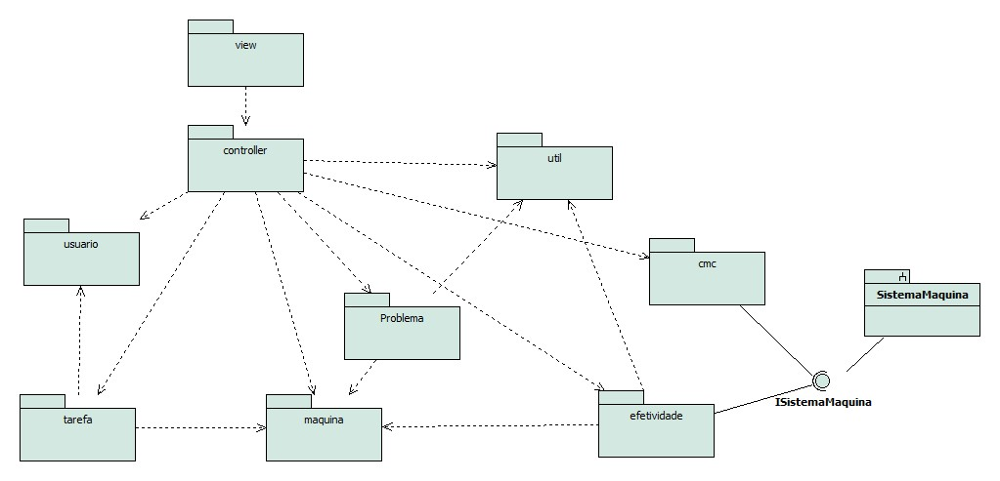 view
controller
util
usuario
cmc
SistemaMaquina
Problema
ISistemaMaquina
tarefa
maquina
efetividade